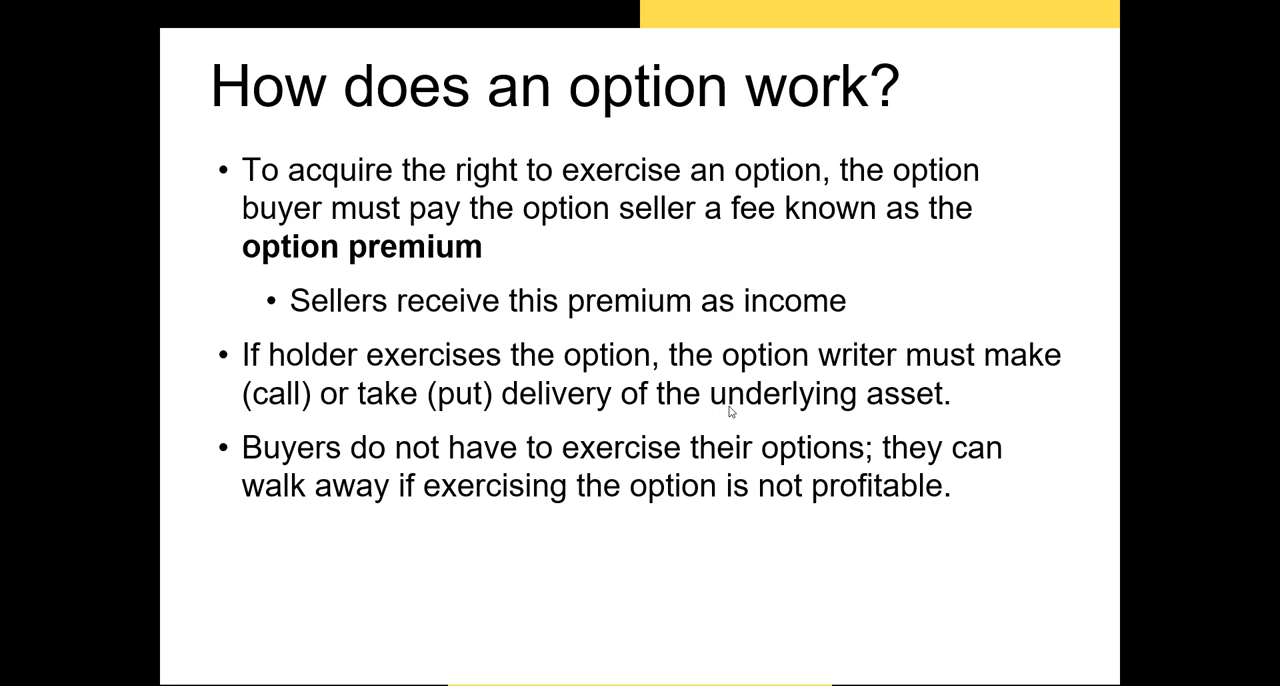 How does an option work?
• To acquire the right to exercise an option, the option
buyer must pay the option seller a fee known as the
option premium
• Sellers receive this premium as income
• If holder exercises the option, the option writer must make
(call) or take (put) delivery of the underlying asset.
• Buyers do not have to exercise their options; they can
walk away if exercising the option is not profitable.